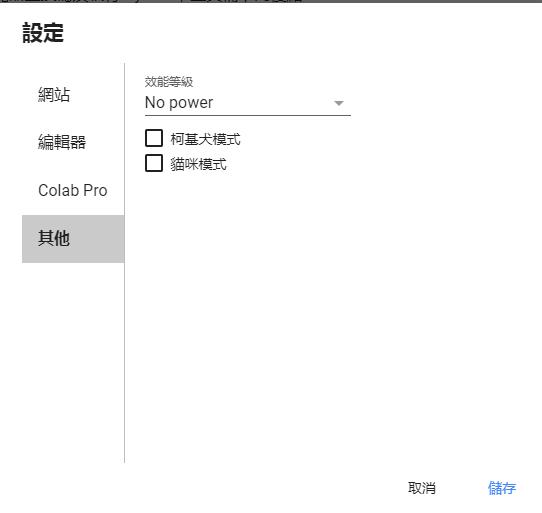 設定
網站
編輯器
Colab Pro
其他
效能等級
No power
柯基犬模式
貓咪模式
取消
儲存